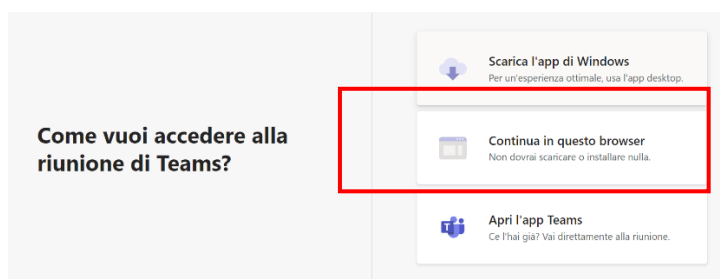 Come vuoi accedere alla
riunione di Teams?
Scarica l'app di Windows
Per un'esperienza ottimale, usa l'app desktop.
Continua in questo browser
Non dovrai scaricare o installare nulla.
Apri l'app Teams
Ce l'hai già? Vai direttamente alla riunione.